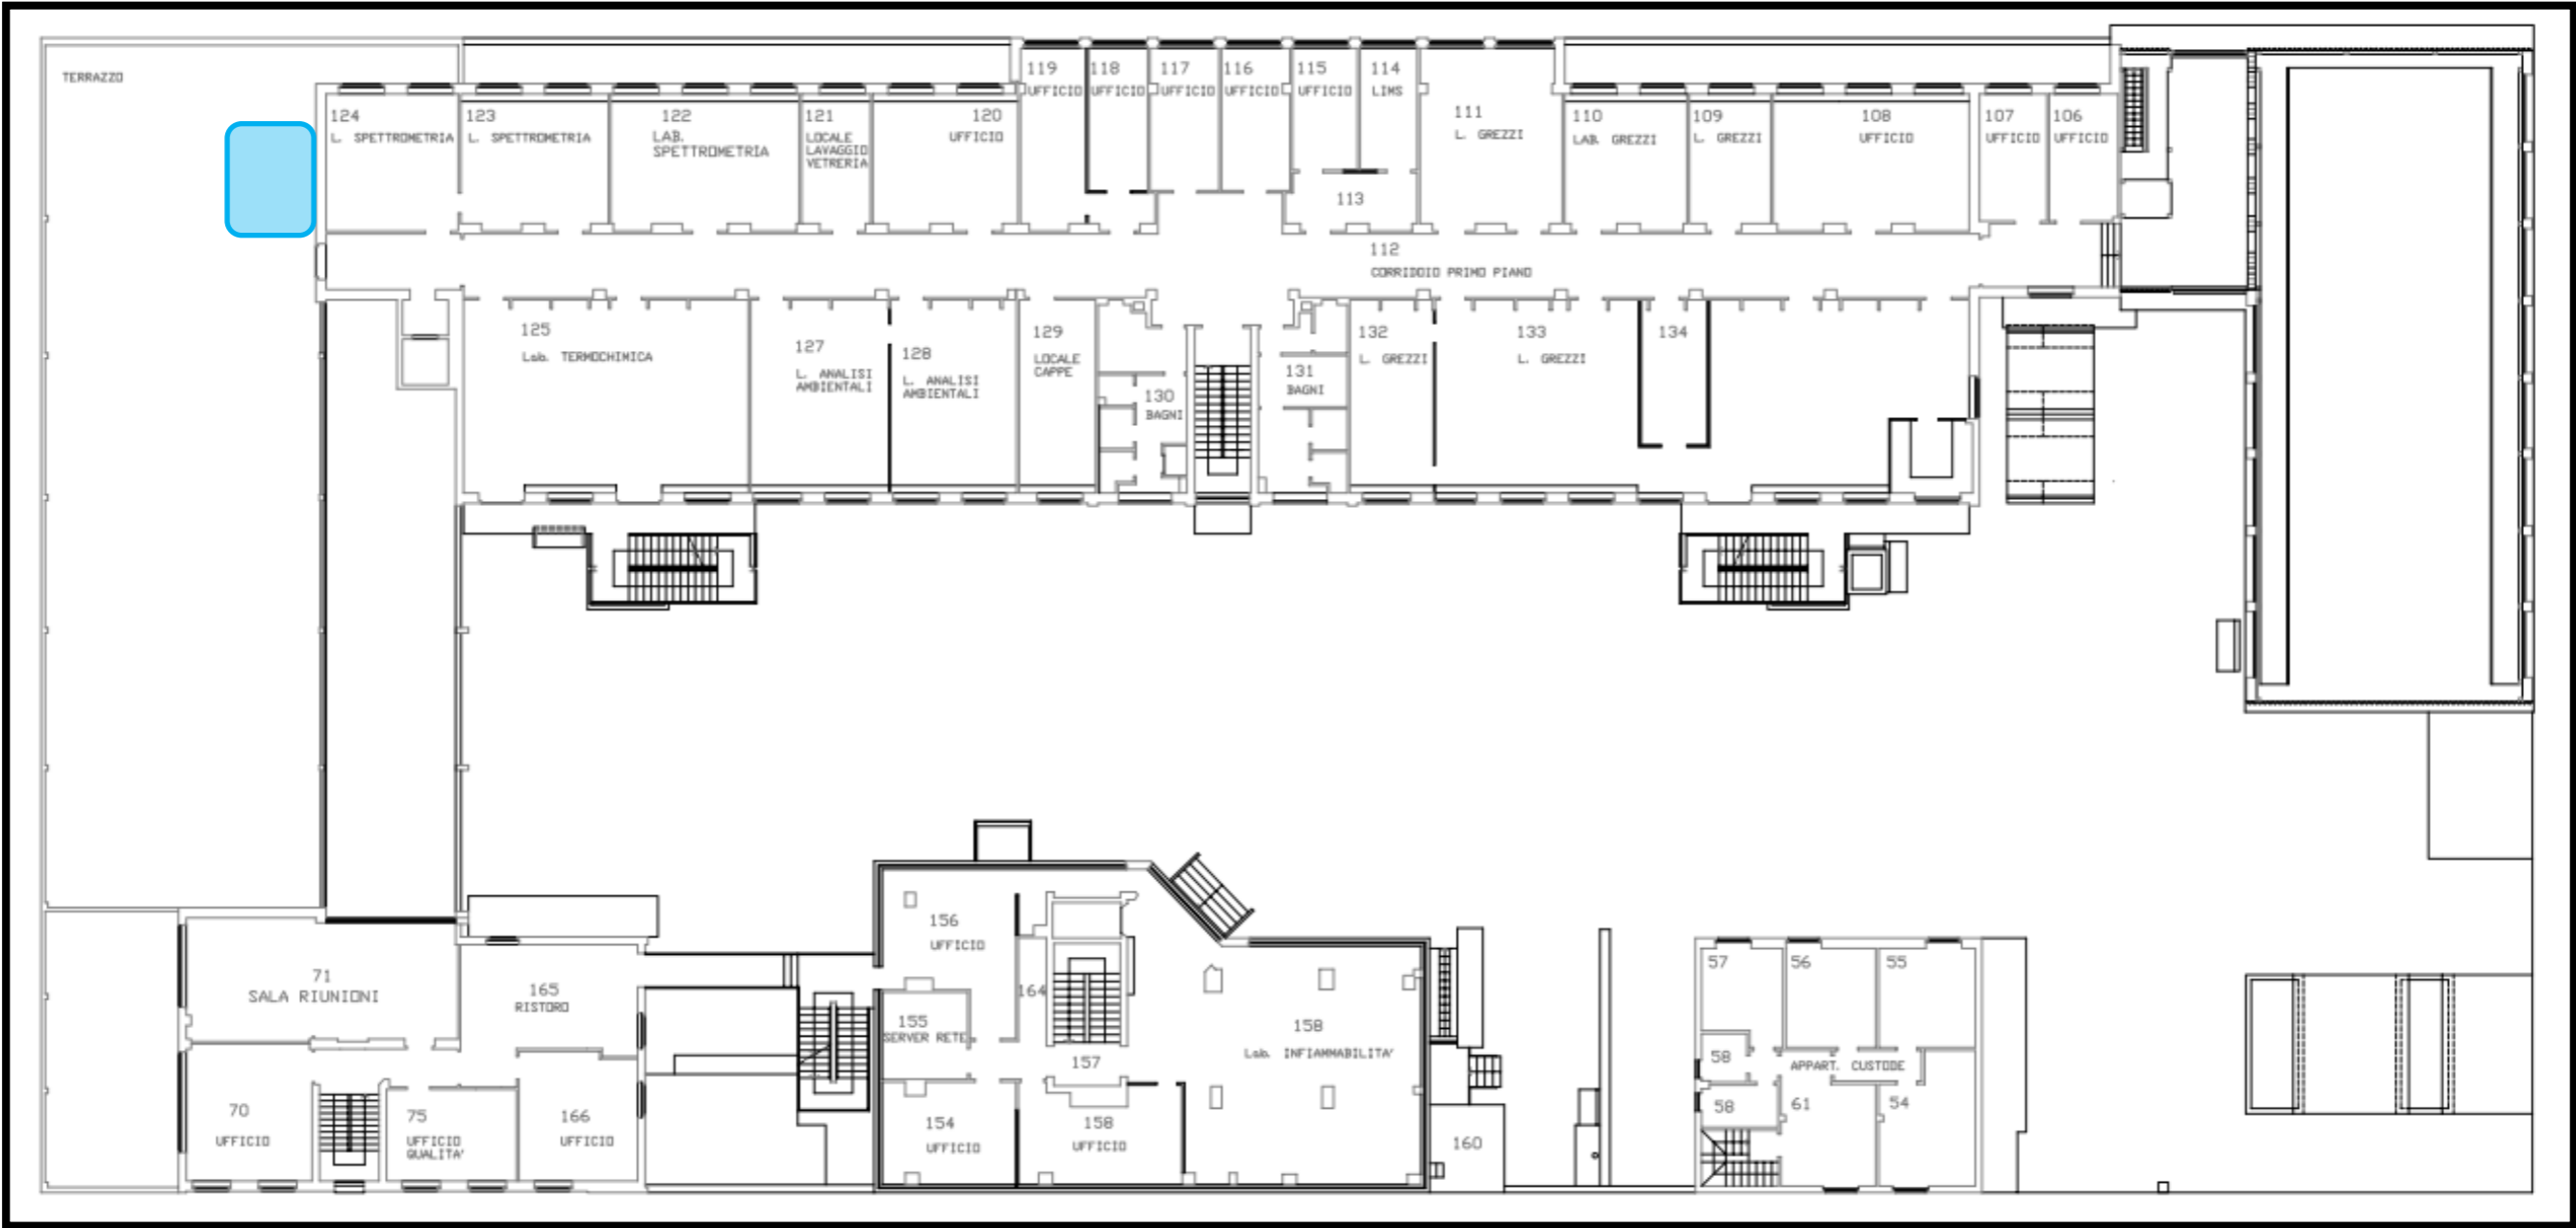 TERRAZZO
124
L. SPETTROMETRIA
123
L. SPETTROMETRIA
122
LAB.
SPETTROMETRIA
121
LOCALE
LAVAGGIO
VETRERIA
120
UFFICIO
119
UFFICIO
118
UFFICIO
117
UFFICIO
116
UFFICIO
115
UFFICIO
114
LIMS
113
111
L. GREZZI
110
LAB. GREZZI
109
L. GREZZI
108
UFFICIO
107
UFFICIO
106
UFFICIO
112
CORRIDOIO PRIMO PIANO
125
Lab. TERMOCHIMICA
127
L. ANALISI
AMBIENTALI
128
L. ANALISI
AMBIENTALI
129
LOCALE
CAPPE
130
BAGNI
131
BAGNI
132
L. GREZZI
133
L. GREZZI
134
71
SALA RIUNIONI
165
RISTORO
70
UFFICIO
75
UFFICIO
QUALITA'
166
UFFICIO
156
UFFICIO
155
SERVER RETE
164
157
154
UFFICIO
158
UFFICIO
158
Lab. INFIAMMABILITA'
160
57
56
55
58
APPART. CUSTODE
58
61
54